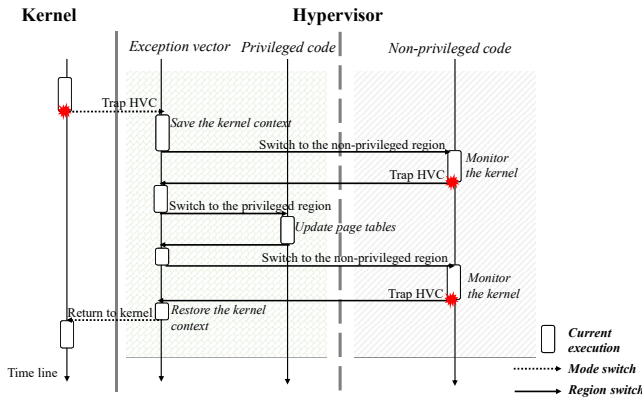 Kernel
Hypervisor
Exception vector
Privileged code
Non-privileged code
Trap HVC
Save the kernel context
Switch to the non-privileged region
Monitor
the kernel
Trap HVC
Switch to the privileged region
Update page tables
Switch to the non-privileged region
Monitor
the kernel
Trap HVC
Return to kernel
Restore the kernel
context
Current
execution
Mode switch
Region switch
Time line